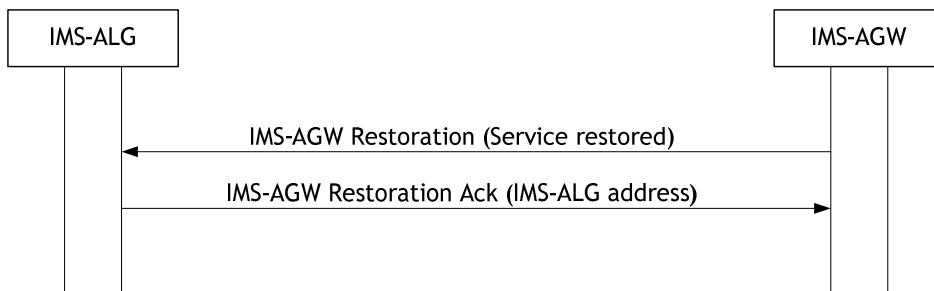 IMS-ALG
IMS-AGW
IMS-AGW Restoration (Service restored)
IMS-AGW Restoration Ack (IMS-ALG address)